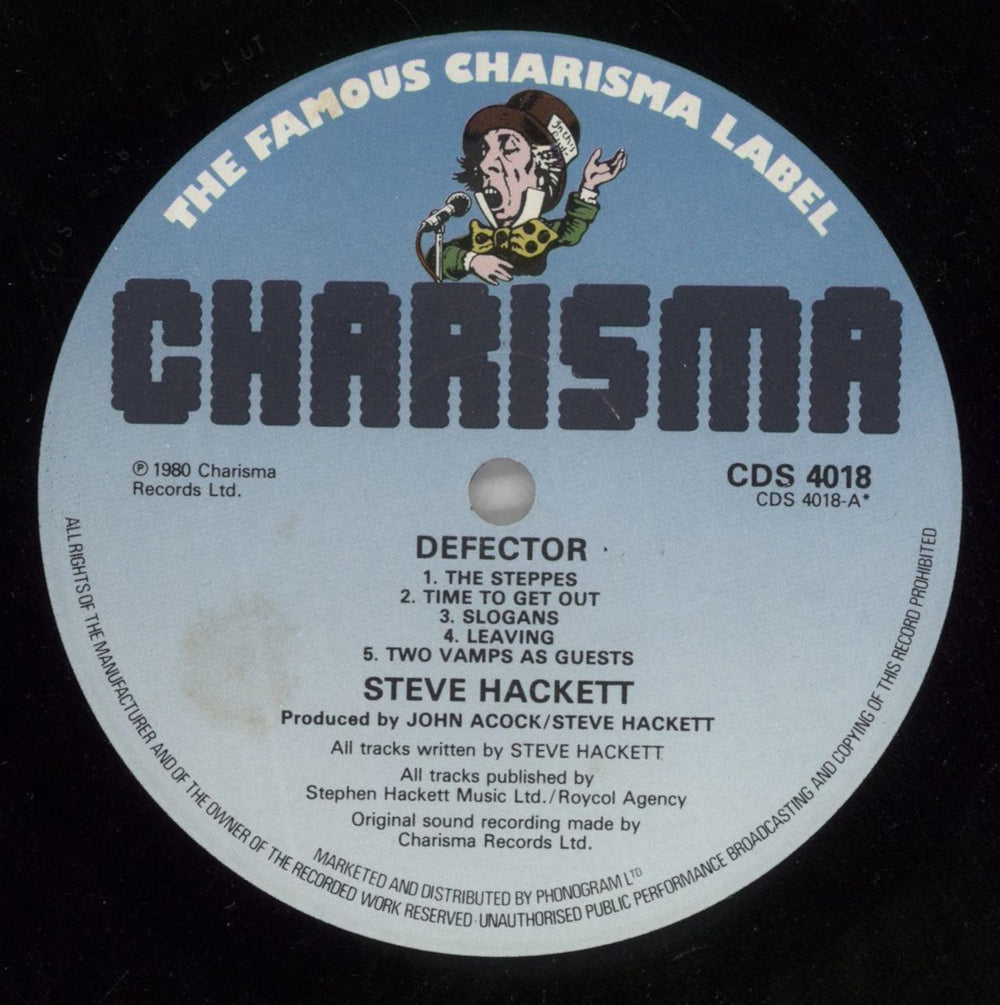 THE FAMOUS CHARISMA LABEL
CHARISMA
℗ 1980 Charisma
Records Ltd.
CDS 4018
CDS 4018-A*
DEFECTOR
1. THE STEPPES
2. TIME TO GET OUT
3. SLOGANS
4. LEAVING
5. TWO VAMPS AS GUESTS
STEVE HACKETT
Produced by JOHN ACOCK/STEVE HACKETT
All tracks written by STEVE HACKETT
All tracks published by
Stephen Hackett Music Ltd./Roycol Agency
Original sound recording made by
Charisma Records Ltd.
MARKETED AND DISTRIBUTED BY PHONOGRAM LTD
ALL RIGHTS OF THE MANUFACTURER AND OF THE OWNER OF THE RECORDED WORK RESERVED·UNAUTHORISED PUBLIC PERFORMANCE BROADCASTING AND COPYING OF THIS RECORD PROHIBITED